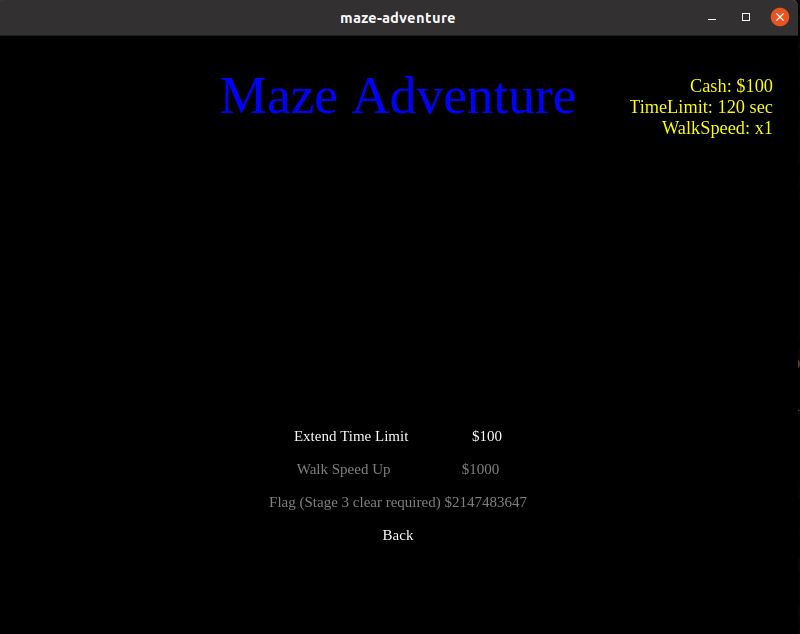 maze-adventure
Maze Adventure
Cash: $100
TimeLimit: 120 sec
WalkSpeed: x1
Extend Time Limit $100
Walk Speed Up $1000
Flag (Stage 3 clear required) $2147483647
Back